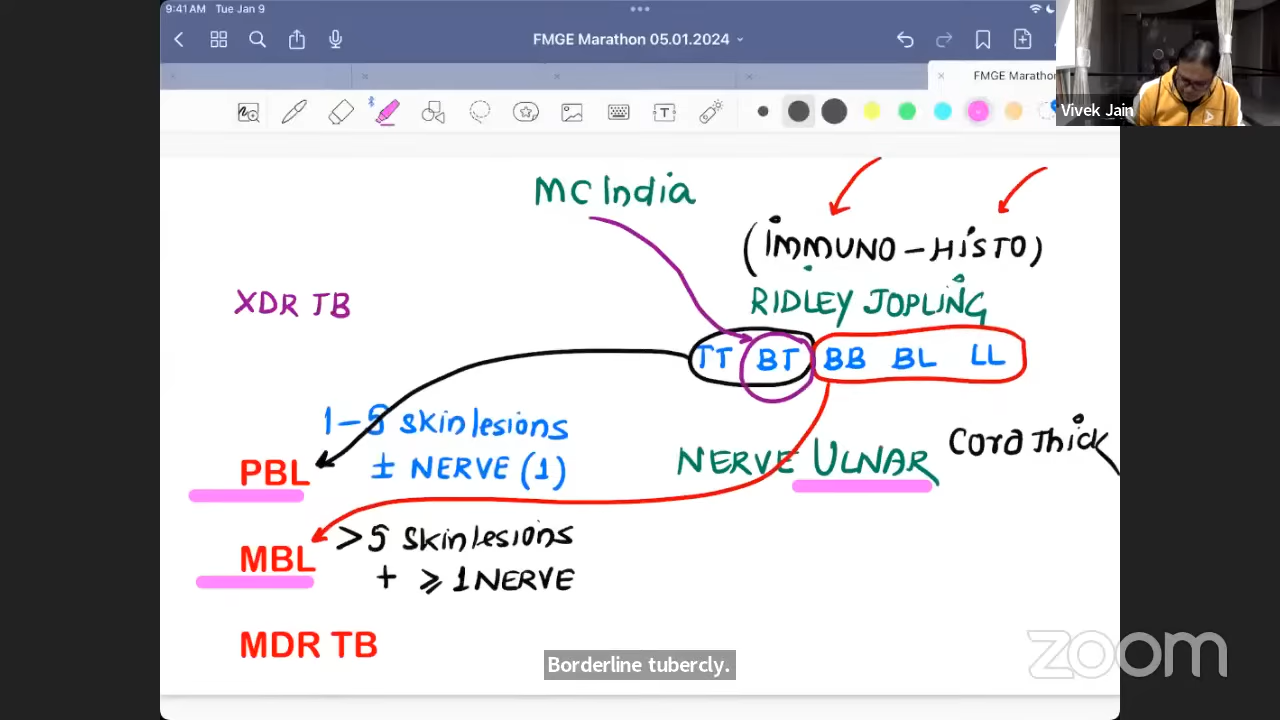 9:41 AM Tue Jan 9
FMGE Marathon 05.01.2024
FMGE Marathon
Vivek Jain
MC India
(IMMUNO - HISTO)
RIDLEY JOPLING
XDR TB
TT BT BB BL LL
1-5 skin lesions
± NERVE (1)
PBL
NERVE ULNAR
Cord Thick
>5 skin lesions
+ ≥ 1 NERVE
MBL
MDR TB
Borderline tubercly.
zoom